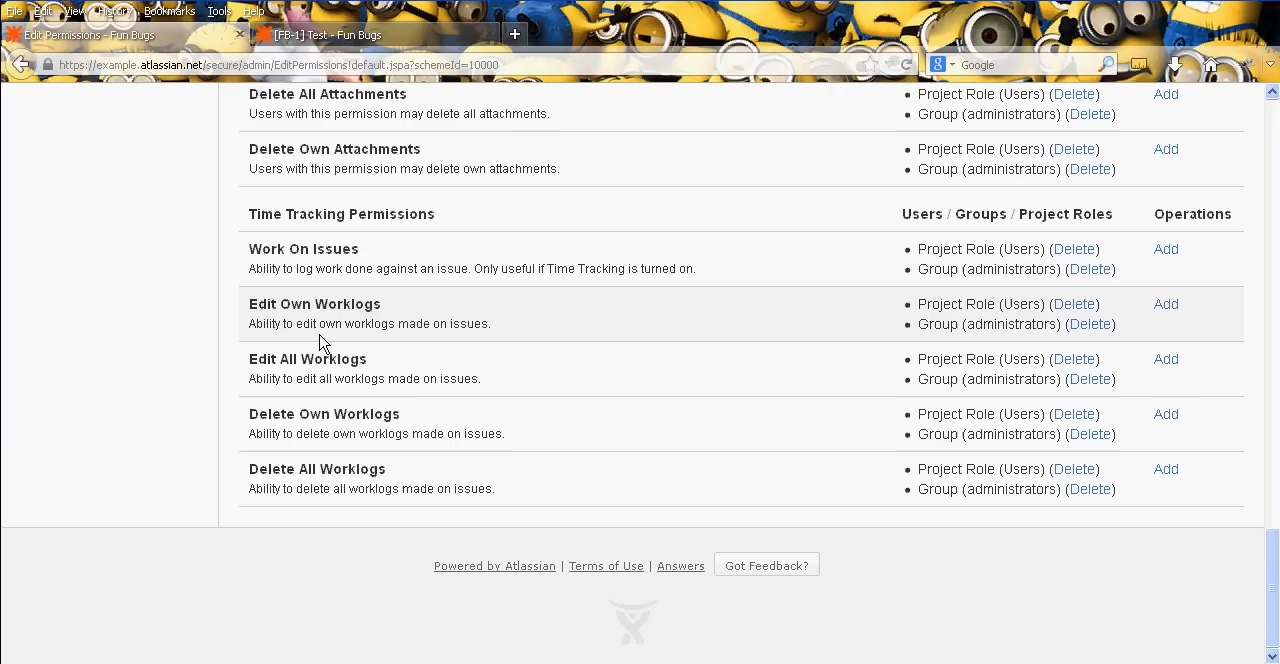 File Edit View History Bookmarks Tools Help
Edit Permissions - Fun Bugs × [FB-1] Test - Fun Bugs +
https://example.atlassian.net/secure/admin/EditPermissions!default.jspa?schemeId=10000 8 Google
Delete All Attachments • Project Role (Users) (Delete) Add
Users with this permission may delete all attachments. • Group (administrators) (Delete)
Delete Own Attachments • Project Role (Users) (Delete) Add
Users with this permission may delete own attachments. • Group (administrators) (Delete)
Time Tracking Permissions Users / Groups / Project Roles Operations
Work On Issues • Project Role (Users) (Delete) Add
Ability to log work done against an issue. Only useful if Time Tracking is turned on. • Group (administrators) (Delete)
Edit Own Worklogs • Project Role (Users) (Delete) Add
Ability to edit own worklogs made on issues. • Group (administrators) (Delete)
Edit All Worklogs • Project Role (Users) (Delete) Add
Ability to edit all worklogs made on issues. • Group (administrators) (Delete)
Delete Own Worklogs • Project Role (Users) (Delete) Add
Ability to delete own worklogs made on issues. • Group (administrators) (Delete)
Delete All Worklogs • Project Role (Users) (Delete) Add
Ability to delete all worklogs made on issues. • Group (administrators) (Delete)
Powered by Atlassian | Terms of Use | Answers Got Feedback?